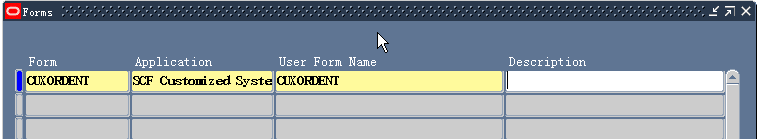 Forms
Form Application User Form Name Description
CUXORDENT SCF Customized Syste CUXORDENT